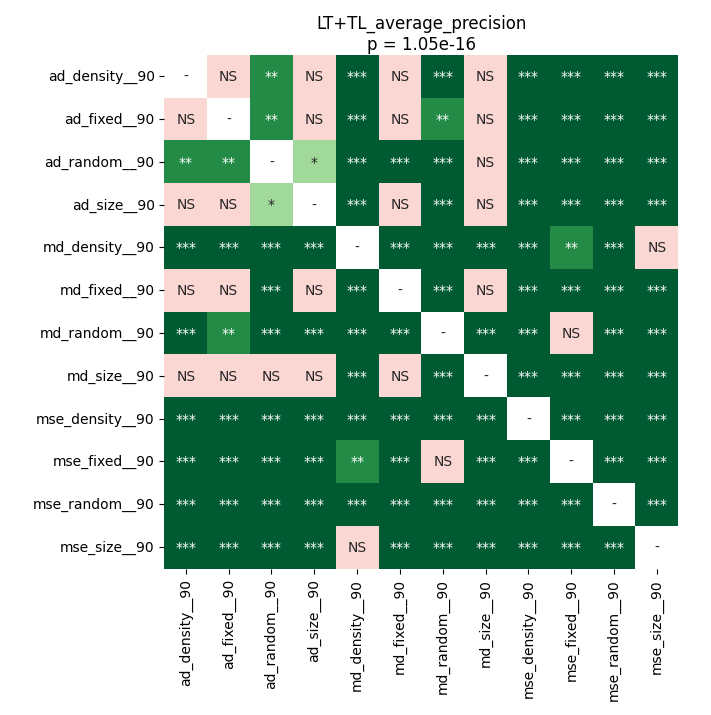 LT+TL_average_precision
p = 1.05e-16
ad_density__90 - NS ** NS *** NS *** NS *** *** *** ***
ad_fixed__90 NS - ** NS *** NS ** NS *** *** *** ***
ad_random__90 ** ** - * *** *** *** NS *** *** *** ***
ad_size__90 NS NS * - *** NS *** NS *** *** *** ***
md_density__90 *** *** *** *** - *** *** *** *** ** *** NS
md_fixed__90 NS NS *** NS *** - *** NS *** *** *** ***
md_random__90 *** ** *** *** *** *** - *** *** NS *** ***
md_size__90 NS NS NS NS *** NS *** - *** *** *** ***
mse_density__90 *** *** *** *** *** *** *** *** - *** *** ***
mse_fixed__90 *** *** *** *** ** *** NS *** *** - *** ***
mse_random__90 *** *** *** *** *** *** *** *** *** *** - ***
mse_size__90 *** *** *** *** NS *** *** *** *** *** *** -
ad_density__90
ad_fixed__90
ad_random__90
ad_size__90
md_density__90
md_fixed__90
md_random__90
md_size__90
mse_density__90
mse_fixed__90
mse_random__90
mse_size__90